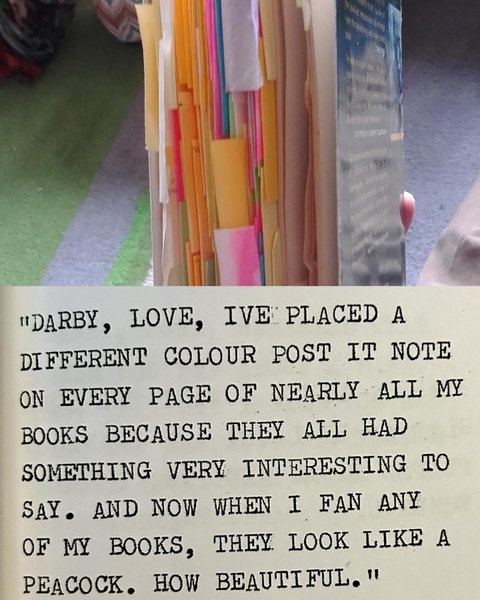 "DARBY, LOVE, IVE PLACED A
DIFFERENT COLOUR POST IT NOTE
ON EVERY PAGE OF NEARLY ALL MY
BOOKS BECAUSE THEY ALL HAD
SOMETHING VERY INTERESTING TO
SAY. AND NOW WHEN I FAN ANY
OF MY BOOKS, THEY LOOK LIKE A
PEACOCK. HOW BEAUTIFUL."